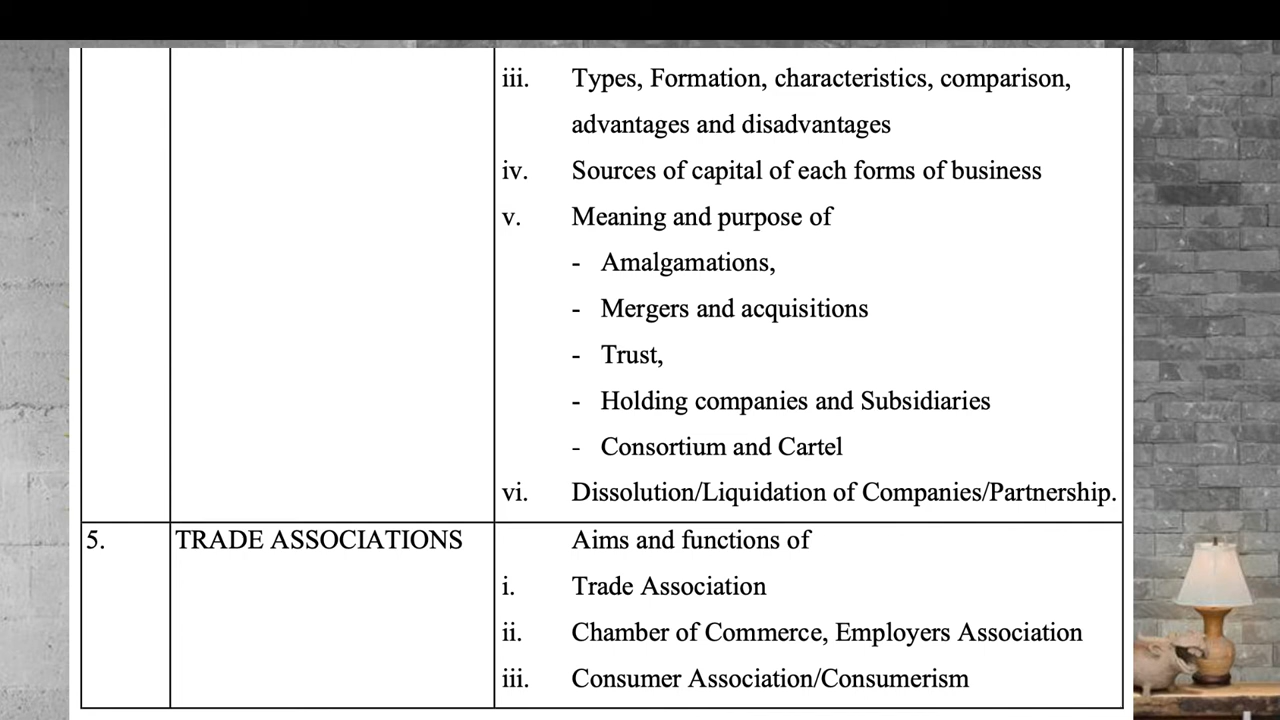 iii. Types, Formation, characteristics, comparison,
advantages and disadvantages
iv. Sources of capital of each forms of business
v. Meaning and purpose of
- Amalgamations,
- Mergers and acquisitions
- Trust,
- Holding companies and Subsidiaries
- Consortium and Cartel
vi. Dissolution/Liquidation of Companies/Partnership.
5. TRADE ASSOCIATIONS Aims and functions of
i. Trade Association
ii. Chamber of Commerce, Employers Association
iii. Consumer Association/Consumerism